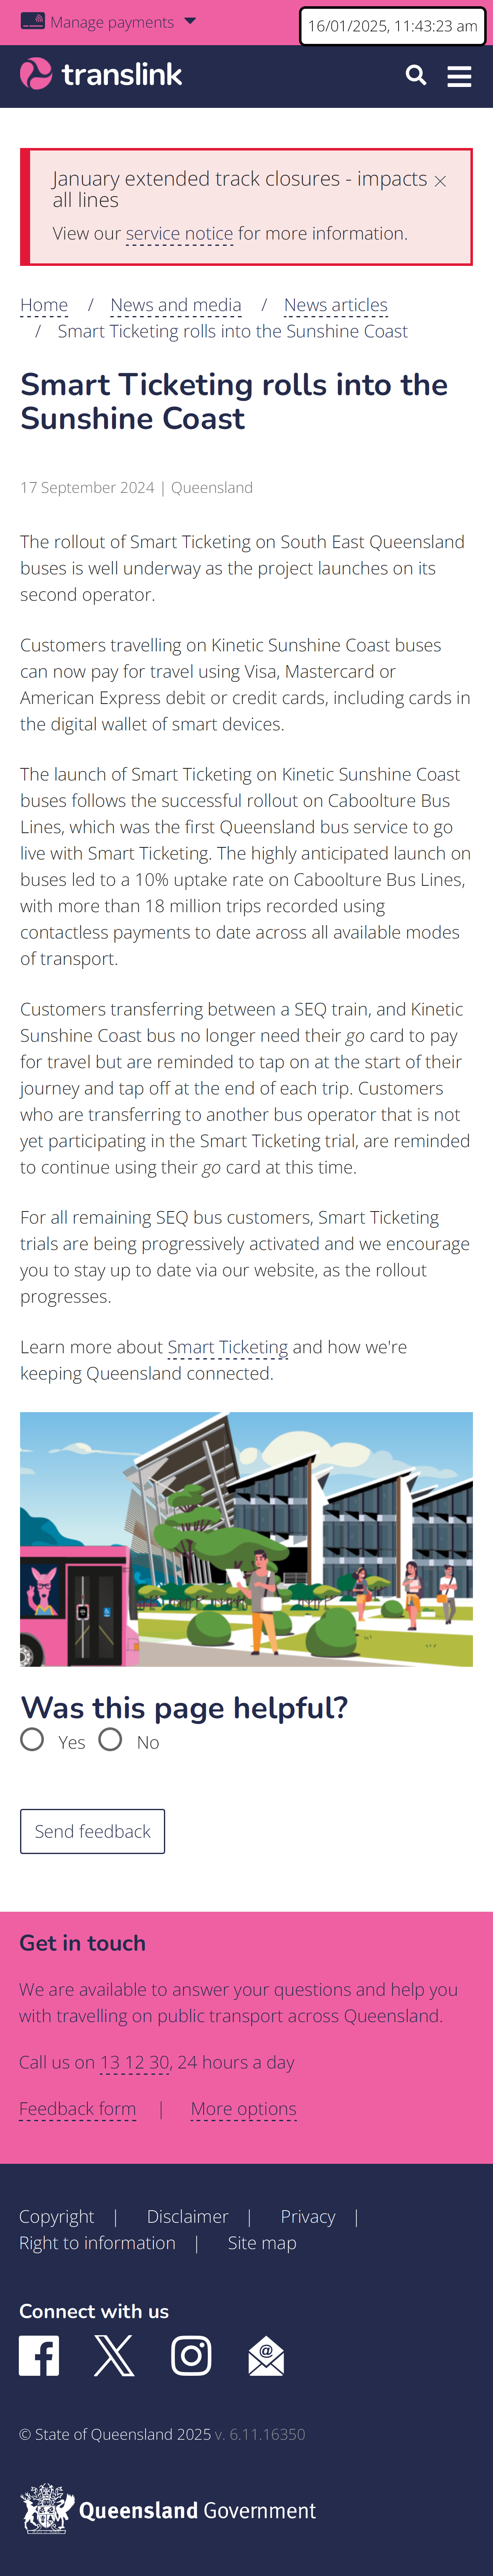 Manage payments
16/01/2025, 11:43:23 am
translink
January extended track closures - impacts
all lines
View our service notice for more information.
Home / News and media / News articles
/ Smart Ticketing rolls into the Sunshine Coast
Smart Ticketing rolls into the
Sunshine Coast
17 September 2024 | Queensland
The rollout of Smart Ticketing on South East Queensland
buses is well underway as the project launches on its
second operator.
Customers travelling on Kinetic Sunshine Coast buses
can now pay for travel using Visa, Mastercard or
American Express debit or credit cards, including cards in
the digital wallet of smart devices.
The launch of Smart Ticketing on Kinetic Sunshine Coast
buses follows the successful rollout on Caboolture Bus
Lines, which was the first Queensland bus service to go
live with Smart Ticketing. The highly anticipated launch on
buses led to a 10% uptake rate on Caboolture Bus Lines,
with more than 18 million trips recorded using
contactless payments to date across all available modes
of transport.
Customers transferring between a SEQ train, and Kinetic
Sunshine Coast bus no longer need their go card to pay
for travel but are reminded to tap on at the start of their
journey and tap off at the end of each trip. Customers
who are transferring to another bus operator that is not
yet participating in the Smart Ticketing trial, are reminded
to continue using their go card at this time.
For all remaining SEQ bus customers, Smart Ticketing
trials are being progressively activated and we encourage
you to stay up to date via our website, as the rollout
progresses.
Learn more about Smart Ticketing and how we're
keeping Queensland connected.
Was this page helpful?
Yes No
Send feedback
Get in touch
We are available to answer your questions and help you
with travelling on public transport across Queensland.
Call us on 13 12 30, 24 hours a day
Feedback form | More options
Copyright | Disclaimer | Privacy |
Right to information | Site map
Connect with us
© State of Queensland 2025 v. 6.11.16350
Queensland Government